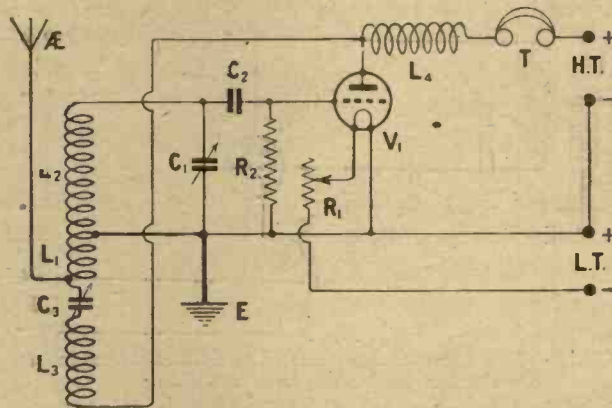 Æ
L₄
T
+
H.T.
−
C₂
V₁
L₂
C₁
R₂
R₁
L₁
+
L.T.
−
C₃
E
L₃